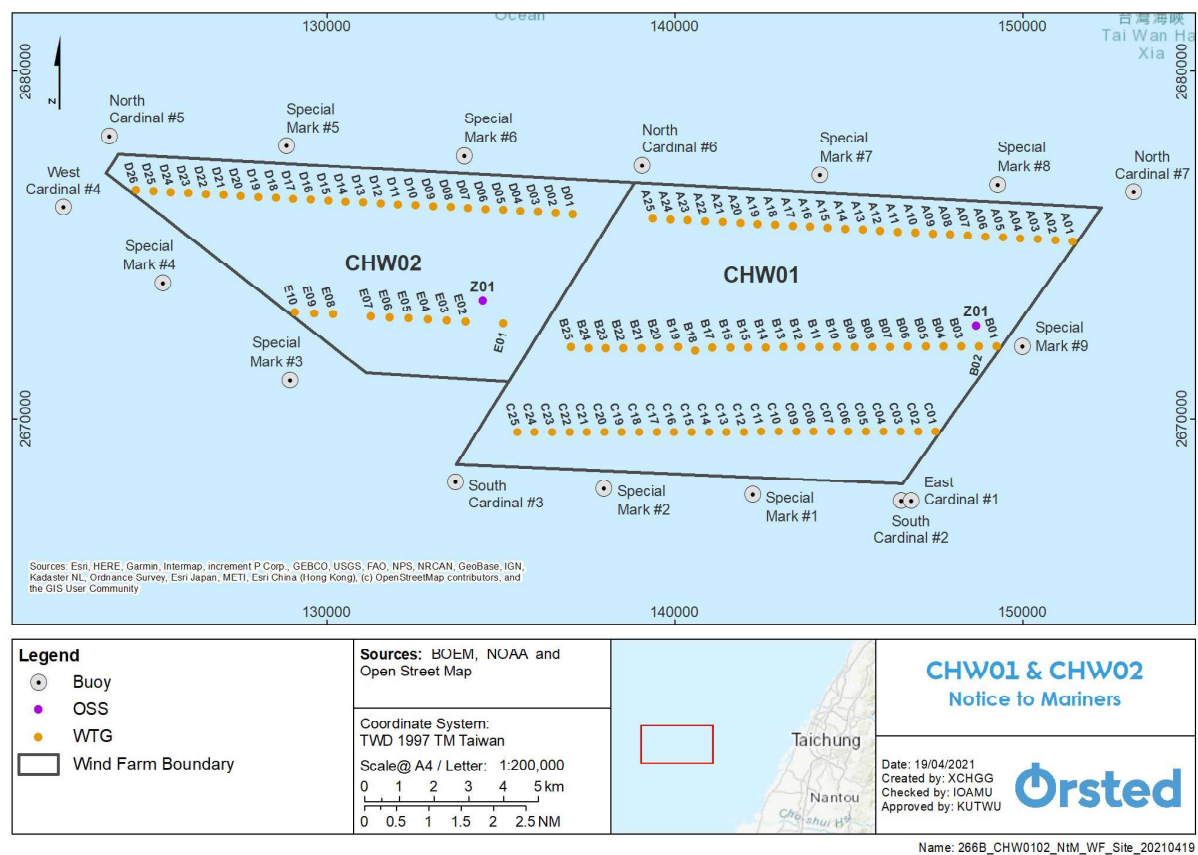 Ocean
台灣海峽
Tai Wan Ha
Xia
130000
140000
150000
2680000
2680000
N
North
Cardinal #5
Special
Mark #5
Special
Mark #6
North
Cardinal #6
Special
Mark #7
Special
Mark #8
North
Cardinal #7
West
Cardinal #4
D26
D25
D24
D23
D22
D21
D20
D19
D18
D17
D16
D15
D14
D13
D12
D11
D10
D09
D08
D07
D06
D05
D04
D03
D02
D01
A25
A24
A23
A22
A21
A20
A19
A18
A17
A16
A15
A14
A13
A12
A11
A10
A09
A08
A07
A06
A05
A04
A03
A02
A01
Special
Mark #4
CHW02
CHW01
Z01
E10
E09
E08
E07
E06
E05
E04
E03
E02
E01
Z01
B25
B24
B23
B22
B21
B20
B19
B18
B17
B16
B15
B14
B13
B12
B11
B10
B09
B08
B07
B06
B05
B04
B03
B02
B01
Special
Mark #9
Special
Mark #3
2670000
2670000
C25
C24
C23
C22
C21
C20
C19
C18
C17
C16
C15
C14
C13
C12
C11
C10
C09
C08
C07
C06
C05
C04
C03
C02
C01
South
Cardinal #3
Special
Mark #2
Special
Mark #1
East
Cardinal #1
South
Cardinal #2
Sources: Esri, HERE, Garmin, Intermap, increment P Corp., GEBCO, USGS, FAO, NPS, NRCAN, GeoBase, IGN,
Kadaster NL, Ordnance Survey, Esri Japan, METI, Esri China (Hong Kong), (c) OpenStreetMap contributors, and
the GIS User Community
130000
140000
150000
Legend
Buoy
OSS
WTG
Wind Farm Boundary
Sources: BOEM, NOAA and
Open Street Map
Coordinate System:
TWD 1997 TM Taiwan
Scale@ A4 / Letter: 1:200,000
0 1 2 3 4 5 km
0 0.5 1 1.5 2 2.5 NM
Taichung
Nantou
Cho-shui Hsi
CHW01 & CHW02
Notice to Mariners
Date: 19/04/2021
Created by: XCHGG
Checked by: IOAMU
Approved by: KUTWU
Ørsted
Name: 266B_CHW0102_NtM_WF_Site_20210419